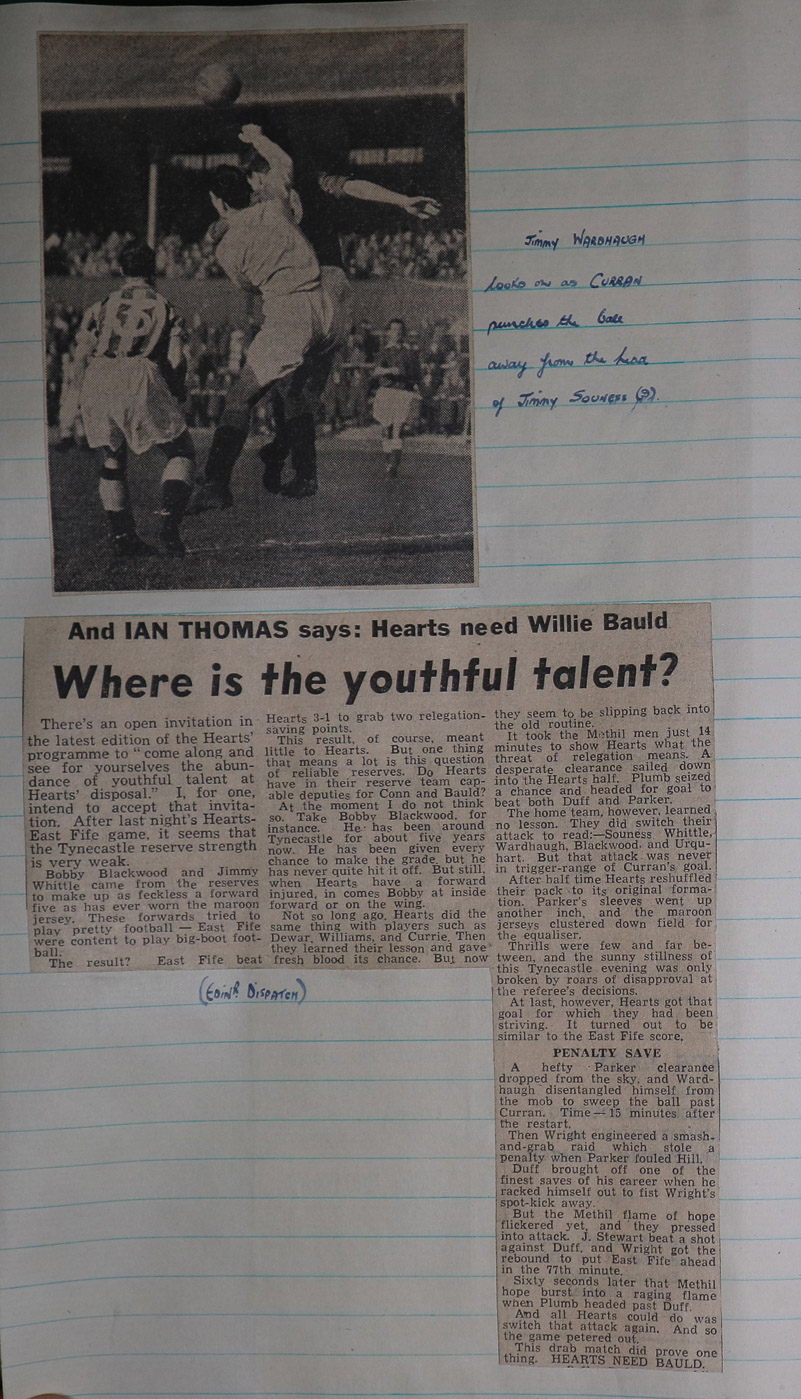 Jimmy WARDHAUGH
looks on as CURRAN
punches the ball
away from the head
of Jimmy SOUNESS (9).
And IAN THOMAS says: Hearts need Willie Bauld
Where is the youthful talent?
There's an open invitation in
the latest edition of the Hearts'
programme to " come along and
see for yourselves the abun-
dance of youthful talent at
Hearts' disposal." I, for one,
intend to accept that invita-
tion. After last night's Hearts-
East Fife game, it seems that
the Tynecastle reserve strength
is very weak.
Bobby Blackwood and Jimmy
Whittle came from the reserves
to make up as feckless a forward
five as has ever worn the maroon
jersey. These forwards tried to
play pretty football — East Fife
were content to play big-boot foot-
ball.
The result? East Fife beat
Hearts 3-1 to grab two relegation-
saving points.
This result, of course, meant
little to Hearts. But one thing
that means a lot is this question
of reliable reserves. Do Hearts
have in their reserve team cap-
able deputies for Conn and Bauld?
At the moment I do not think
so. Take Bobby Blackwood, for
instance. He has been around
Tynecastle for about five years
now. He has been given every
chance to make the grade, but he
has never quite hit it off. But still,
when Hearts have a forward
injured, in comes Bobby at inside
forward or on the wing.
Not so long ago, Hearts did the
same thing with players such as
Dewar, Williams, and Currie. Then
they learned their lesson and gave
fresh blood its chance. But now
they seem to be slipping back into
the old routine.
It took the Methil men just 14
minutes to show Hearts what the
threat of relegation means. A
desperate clearance sailed down
into the Hearts half. Plumb seized
a chance and headed for goal to
beat both Duff and Parker.
The home team, however, learned
no lesson. They did switch their
attack to read:—Souness Whittle,
Wardhaugh, Blackwood, and Urqu-
hart. But that attack was never
in trigger-range of Curran's goal.
After half time Hearts reshuffled
their pack to its original forma-
tion. Parker's sleeves went up
another inch, and the maroon
jerseys clustered down field for
the equaliser.
Thrills were few and far be-
tween, and the sunny stillness of
this Tynecastle evening was only
broken by roars of disapproval at
the referee's decisions.
At last, however, Hearts got that
goal for which they had been
striving. It turned out to be
similar to the East Fife score.
PENALTY SAVE
A hefty Parker clearance
dropped from the sky, and Ward-
haugh disentangled himself from
the mob to sweep the ball past
Curran. Time—15 minutes after
the restart.
Then Wright engineered a smash-
and-grab raid which stole a
penalty when Parker fouled Hill.
Duff brought off one of the
finest saves of his career when he
racked himself out to fist Wright's
spot-kick away.
But the Methil flame of hope
flickered yet, and they pressed
into attack. J. Stewart beat a shot
against Duff, and Wright got the
rebound to put East Fife ahead
in the 77th minute.
Sixty seconds later that Methil
hope burst into a raging flame
when Plumb headed past Duff.
And all Hearts could do was
switch that attack again. And so
the game petered out.
This drab match did prove one
thing. HEARTS NEED BAULD.
(EDINR DISPATCH)